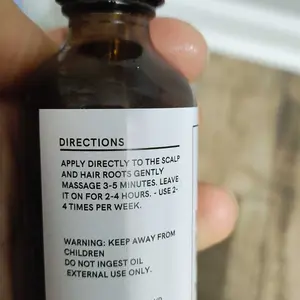 DIRECTIONS
APPLY DIRECTLY TO THE SCALP
AND HAIR ROOTS GENTLY
MASSAGE 3-5 MINUTES. LEAVE
IT ON FOR 2-4 HOURS. - USE 2-
4 TIMES PER WEEK.
WARNING: KEEP AWAY FROM
CHILDREN
DO NOT INGEST OIL
EXTERNAL USE ONLY.